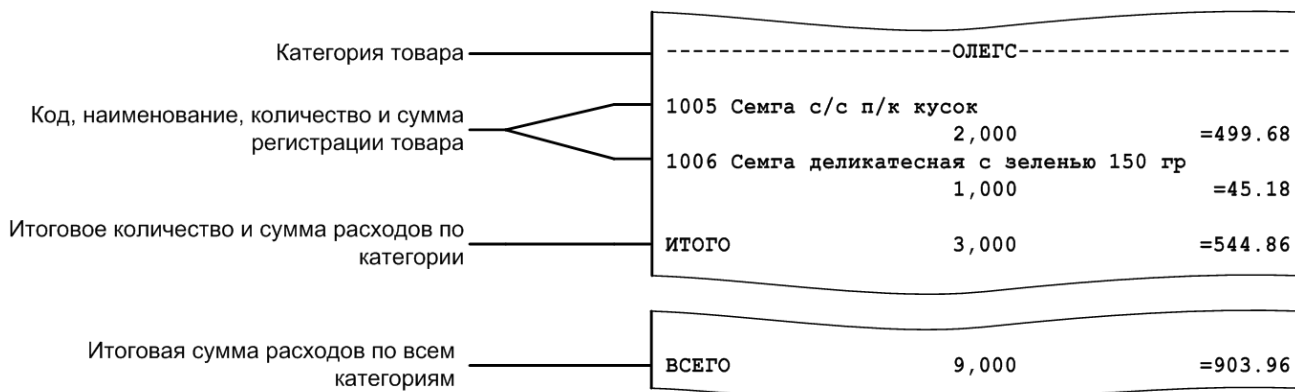 Категория товара
--------------------ОЛЕГС-------------------
Код, наименование, количество и сумма
регистрации товара
1005 Семга с/с п/к кусок
2,000 =499.68
1006 Семга деликатесная с зеленью 150 гр
1,000 =45.18
Итоговое количество и сумма расходов по
категории
ИТОГО 3,000 =544.86
Итоговая сумма расходов по всем
категориям
ВСЕГО 9,000 =903.96